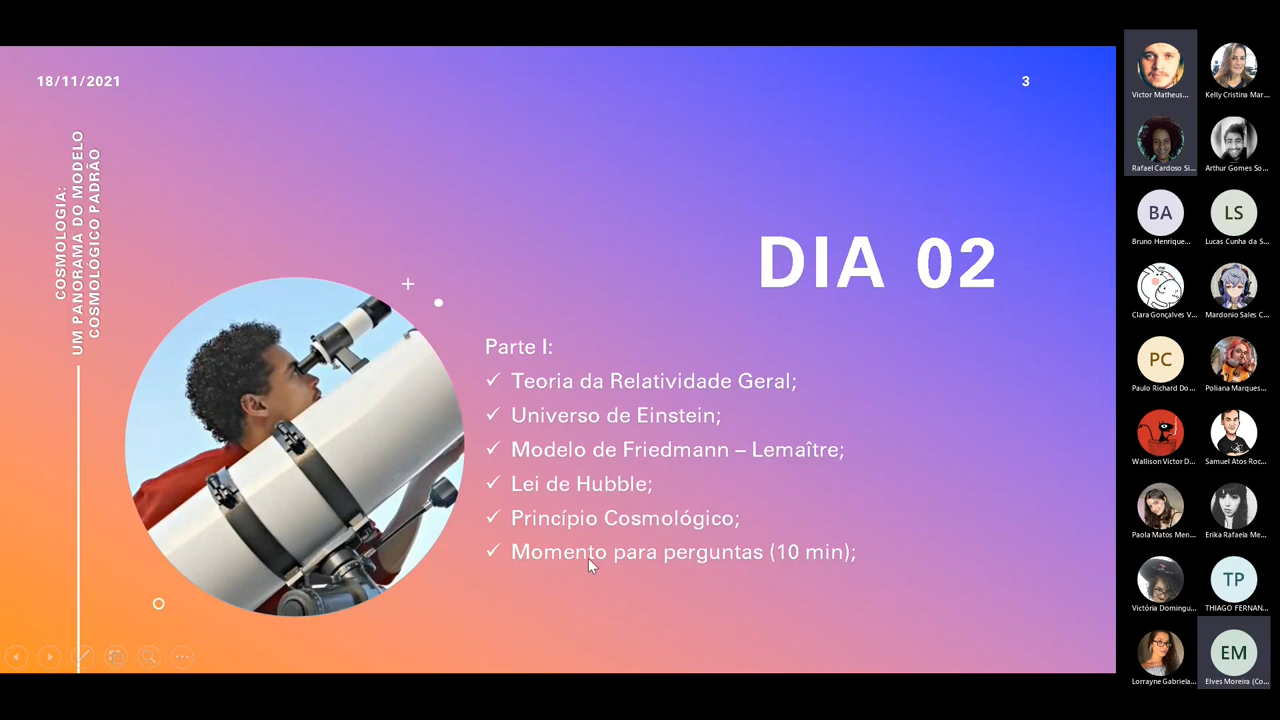 18/11/2021
3
COSMOLOGIA:
UM PANORAMA DO MODELO
COSMOLÓGICO PADRÃO
DIA 02
Parte I:
✓ Teoria da Relatividade Geral;
✓ Universo de Einstein;
✓ Modelo de Friedmann – Lemaître;
✓ Lei de Hubble;
✓ Princípio Cosmológico;
✓ Momento para perguntas (10 min);
Victor Matheus...
Kelly Cristina Mar...
Rafael Cardoso Si...
Arthur Gomes So...
BA
LS
Bruno Henrique...
Lucas Cunha da S...
Clara Gonçalves V...
Mardonio Sales C...
PC
Paulo Richard Do...
Poliana Marques...
Wallison Victor D...
Samuel Atos Roc...
Paola Matos Men...
Erika Rafaela Me...
TP
Victória Domingu...
THIAGO FERNAN...
EM
Lorrayne Gabriela...
Elves Moreira (Co...